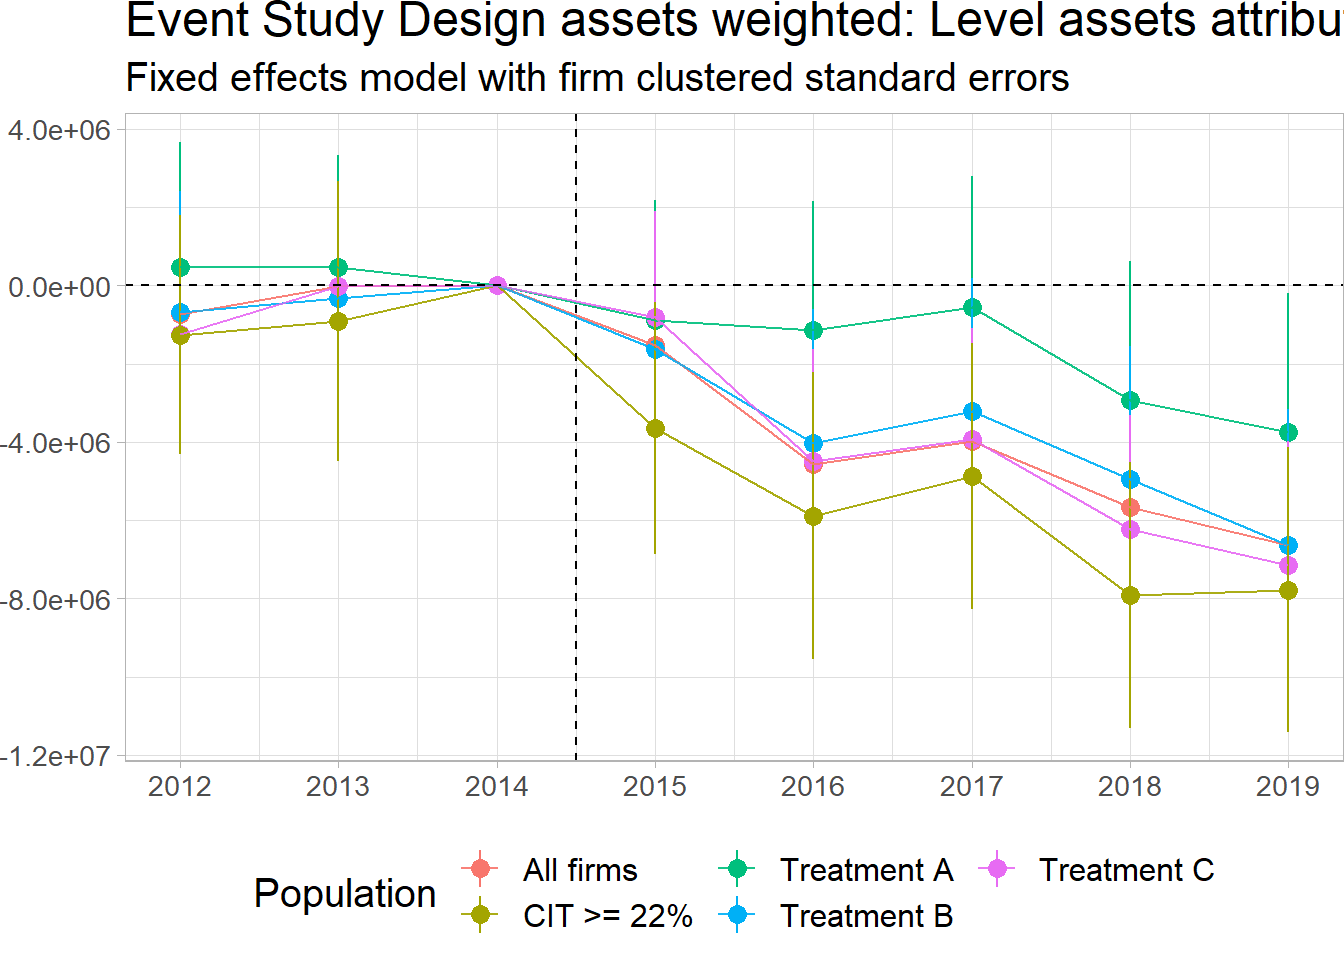 Event Study Design assets weighted: Level assets
Fixed effects model with firm clustered standard errors
4.0e+06
0.0e+00
-4.0e+06
-8.0e+06
-1.2e+07
2012 2013 2014 2015 2016 2017 2018 2019
Population
All firms Treatment A Treatment C
CIT >= 22% Treatment B